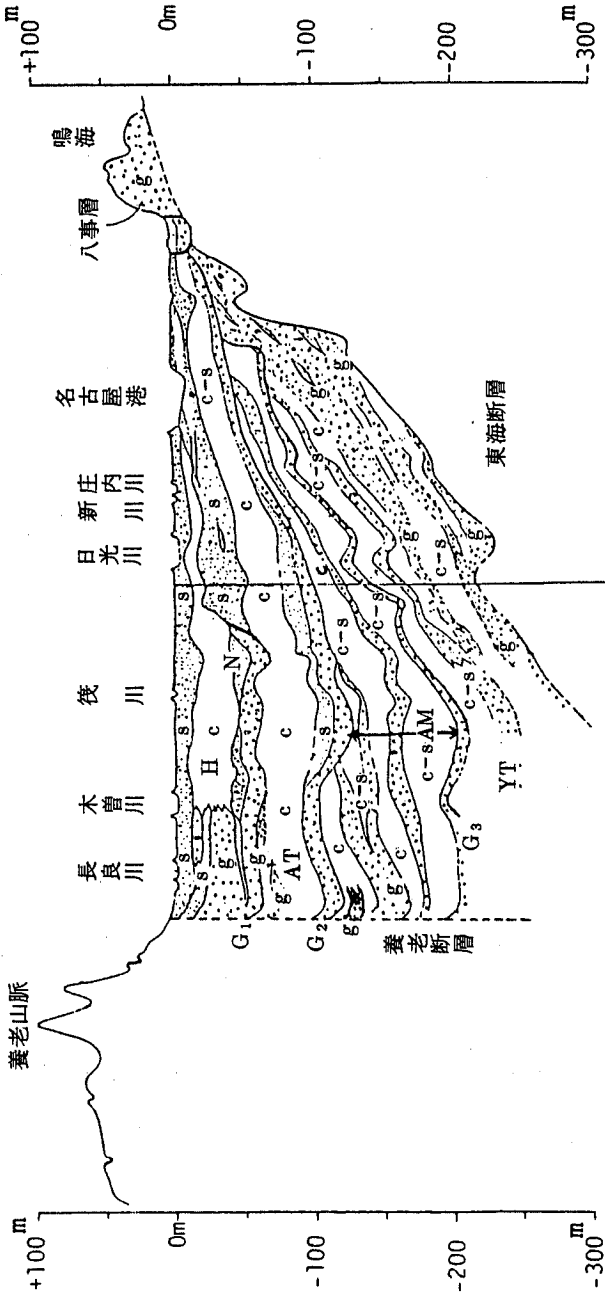 +100 m
0m
-100
-200
-300 m
養老山脈
長良川
木曽川
筏川
日光川
新川
庄内川
名古屋港
八事層
鳴海
+100 m
0m
-100
-200
-300 m
s
s
s
s
s
s
c-s
g
g
H
c
N
c
c
G₁
g
g
AT
c
s
c
c-s
c
g
G₂
g
c
c-s
c-s
c-s
g
g
c
g
c-s
AM
c-s
G₃
c-s
g
YT
養老断層
東海断層